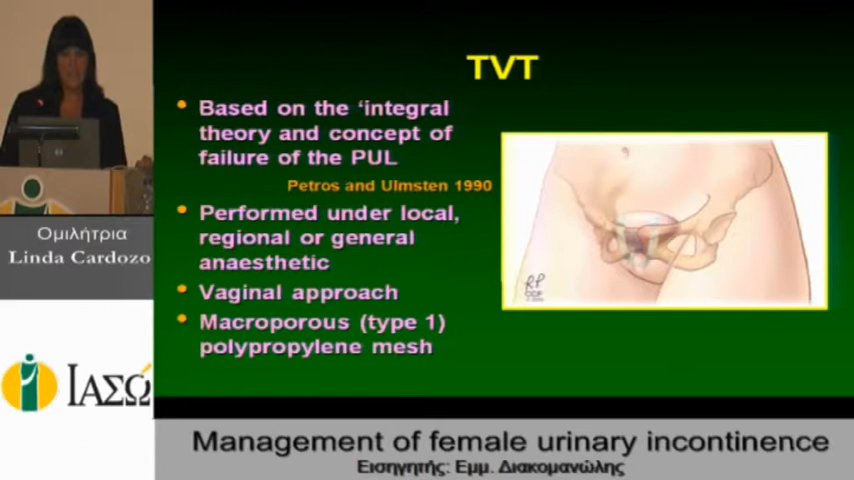 TVT
Based on the ‘integral
theory and concept of
failure of the PUL
Petros and Ulmsten 1990
Performed under local,
regional or general
anaesthetic
Vaginal approach
Macroporous (type 1)
polypropylene mesh
RP
CCF
Ομιλήτρια
Linda Cardozo
ΙΑΣΩ
Management of female urinary incontinence
Εισηγητής: Εμμ. Διακομανώλης